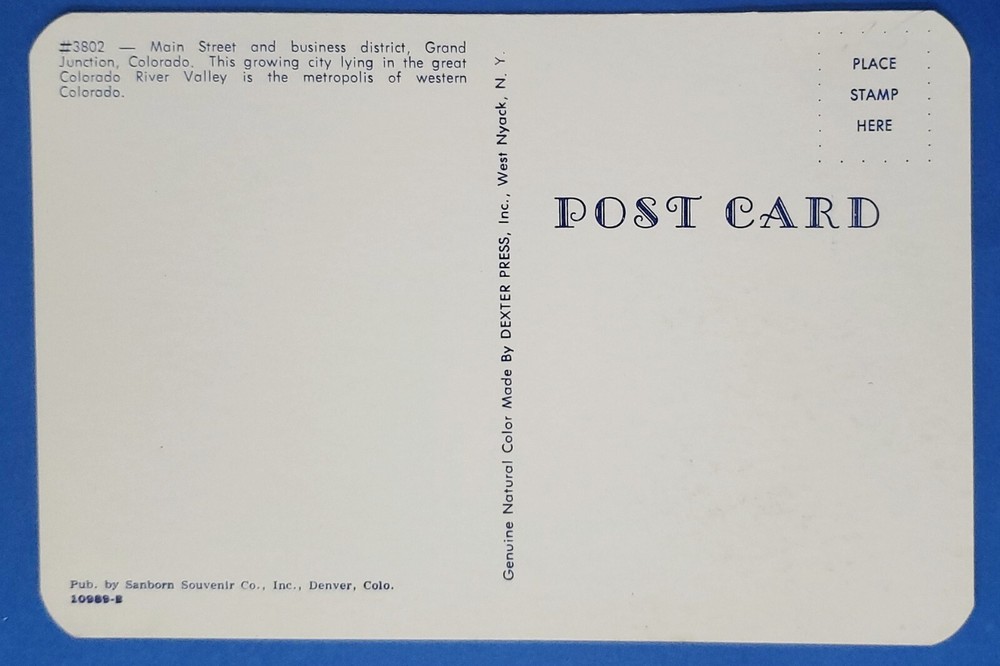 #3802 — Main Street and business district, Grand
Junction, Colorado. This growing city lying in the great
Colorado River Valley is the metropolis of western
Colorado.
Pub. by Sanborn Souvenir Co., Inc., Denver, Colo.
10989-B
Genuine Natural Color Made By DEXTER PRESS, Inc., West Nyack, N. Y.
PLACE
STAMP
HERE
POST CARD